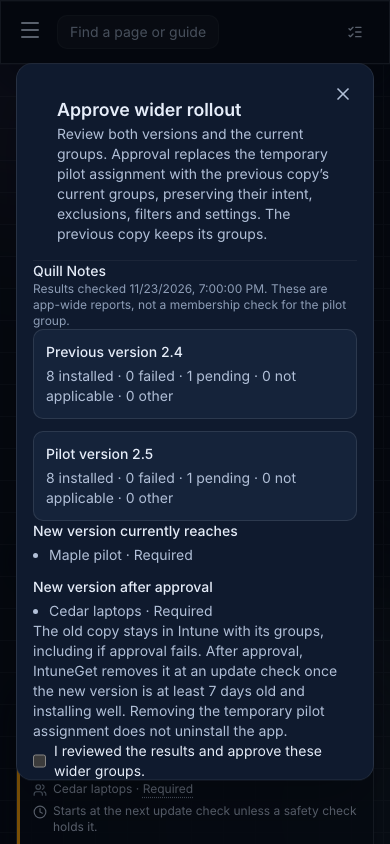 Find a page or guide
Approve wider rollout
Review both versions and the current
groups. Approval replaces the temporary
pilot assignment with the previous copy’s
current groups, preserving their intent,
exclusions, filters and settings. The
previous copy keeps its groups.
Quill Notes
Results checked 11/23/2026, 7:00:00 PM. These are
app-wide reports, not a membership check for the pilot
group.
Previous version 2.4
8 installed · 0 failed · 1 pending · 0 not
applicable · 0 other
Pilot version 2.5
8 installed · 0 failed · 1 pending · 0 not
applicable · 0 other
New version currently reaches
• Maple pilot · Required
New version after approval
• Cedar laptops · Required
The old copy stays in Intune with its groups,
including if approval fails. After approval,
IntuneGet removes it at an update check once
the new version is at least 7 days old and
installing well. Removing the temporary pilot
assignment does not uninstall the app.
I reviewed the results and approve these
wider groups.
Cedar laptops · Required
Starts at the next update check unless a safety check
holds it.